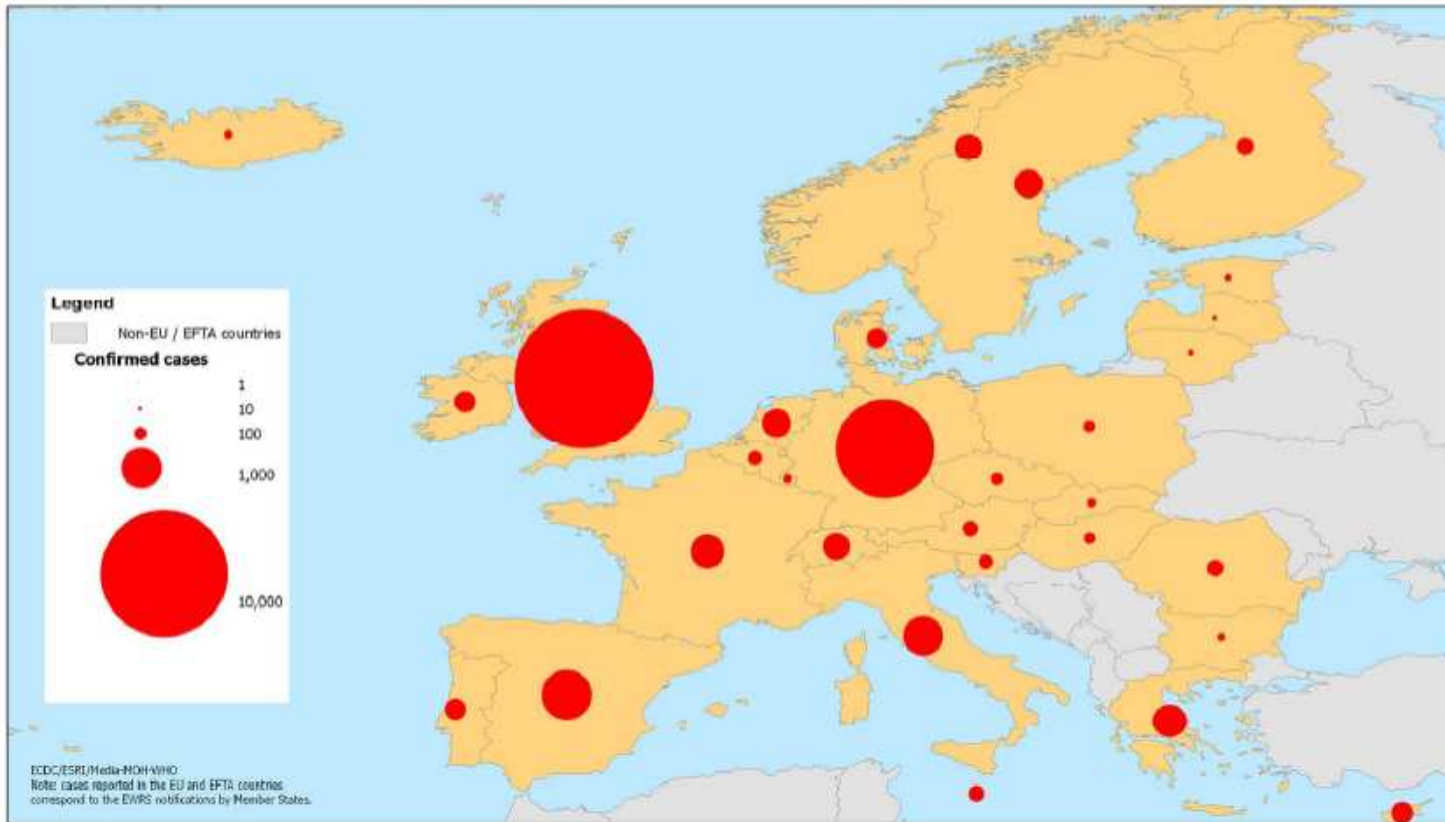 Legend
Non-EU / EFTA countries
Confirmed cases
1
10
100
1,000
10,000
ECDC/ESRI/Media-MOH-WHO
Note: cases reported in the EU and EFTA countries
correspond to the EWRS notifications by Member States.